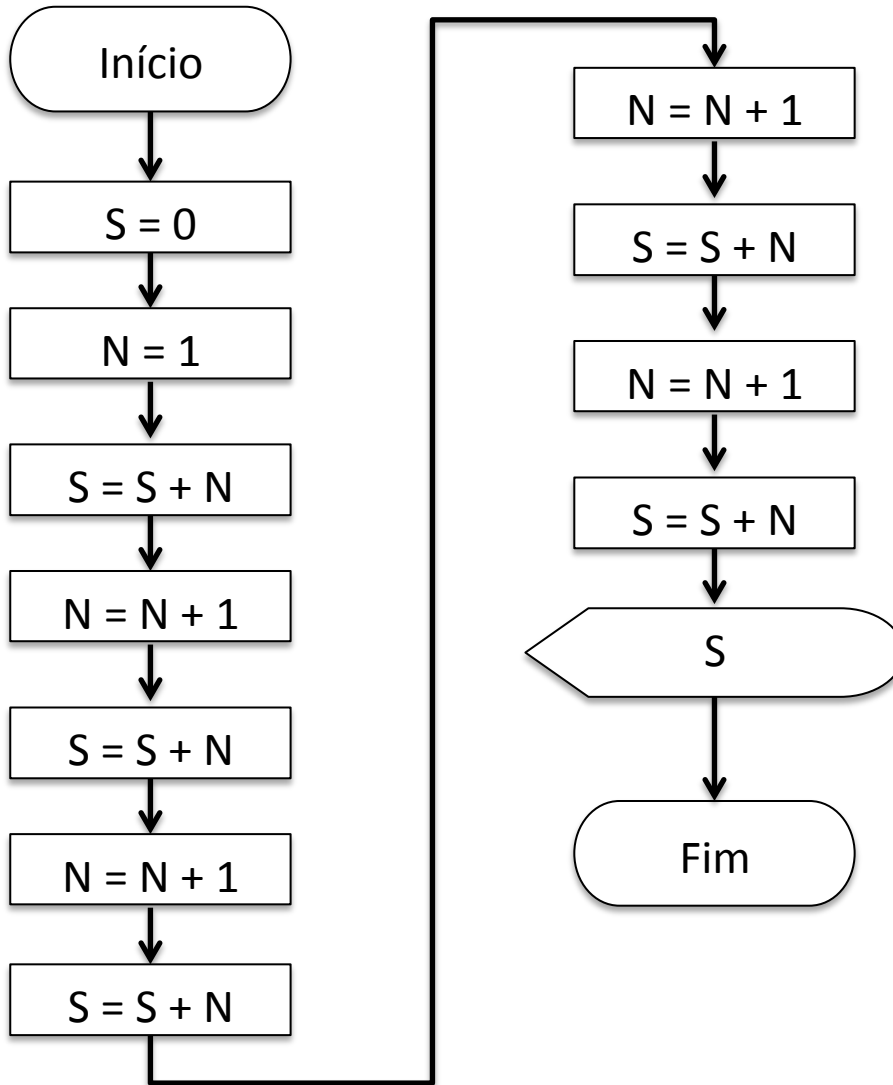 Início
S = 0
N = 1
S = S + N
N = N + 1
S = S + N
N = N + 1
S = S + N
N = N + 1
S = S + N
N = N + 1
S = S + N
S
Fim